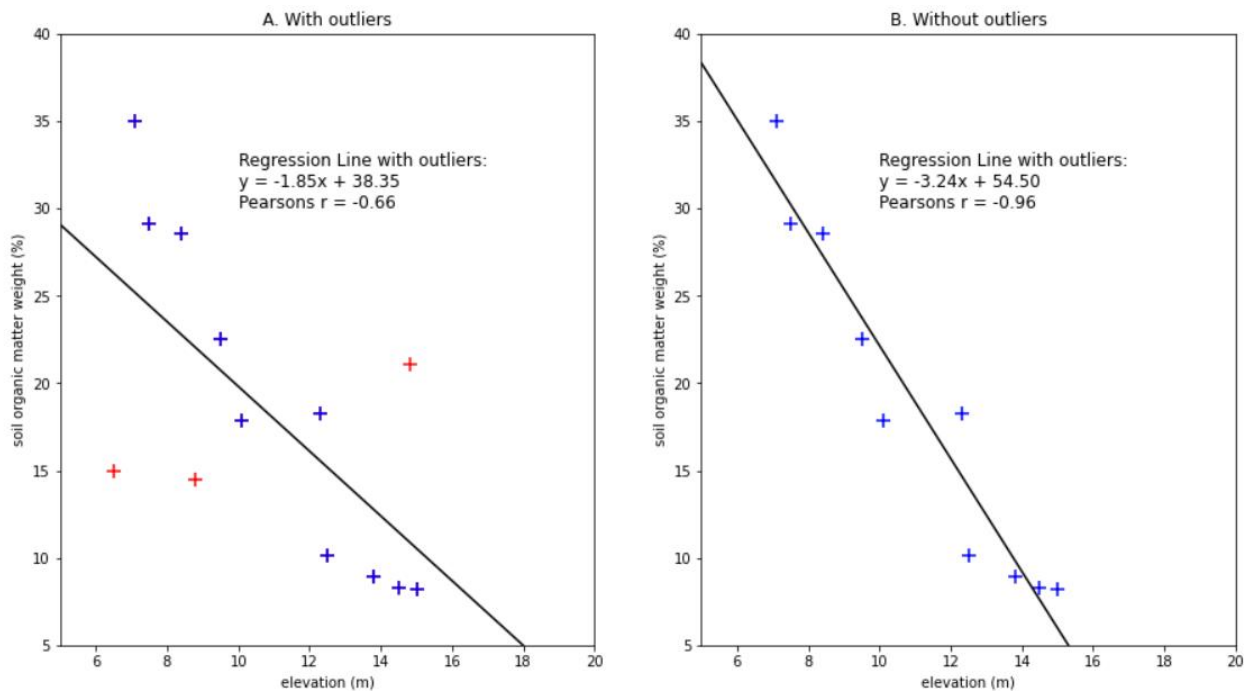 A. With outliers
40
35
30
25
20
15
10
5
soil organic matter weight (%)
Regression Line with outliers:
y = -1.85x + 38.35
Pearsons r = -0.66
6 8 10 12 14 16 18 20
elevation (m)
B. Without outliers
40
35
30
25
20
15
10
5
soil organic matter weight (%)
Regression Line with outliers:
y = -3.24x + 54.50
Pearsons r = -0.96
6 8 10 12 14 16 18 20
elevation (m)